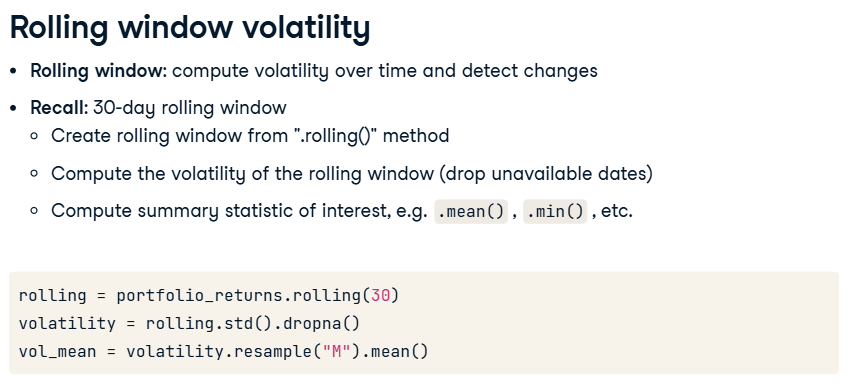 Rolling window volatility
• Rolling window: compute volatility over time and detect changes
• Recall: 30-day rolling window
○ Create rolling window from ".rolling()" method
○ Compute the volatility of the rolling window (drop unavailable dates)
○ Compute summary statistic of interest, e.g. .mean() , .min() , etc.
rolling = portfolio_returns.rolling(30)
volatility = rolling.std().dropna()
vol_mean = volatility.resample("M").mean()